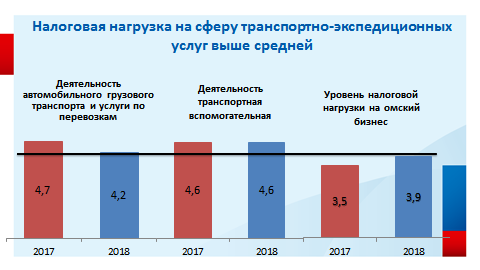 Налоговая нагрузка на сферу транспортно-экспедиционных
услуг выше средней
Деятельность
автомобильного грузового
транспорта и услуги по
перевозкам
Деятельность
транспортная
вспомогательная
Уровень налоговой
нагрузки на омский
бизнес
4,7
4,2
4,6
4,6
3,5
3,9
2017
2018
2017
2018
2017
2018